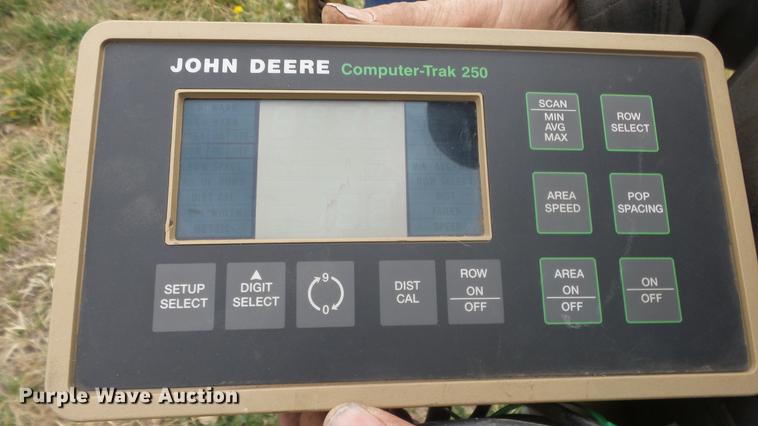 JOHN DEERE Computer-Trak 250
SCAN
MIN
AVG
MAX
ROW
SELECT
AREA
SPEED
POP
SPACING
SETUP
SELECT
DIGIT
SELECT
9
0
DIST
CAL
ROW
ON
OFF
AREA
ON
OFF
ON
OFF
Purple Wave Auction